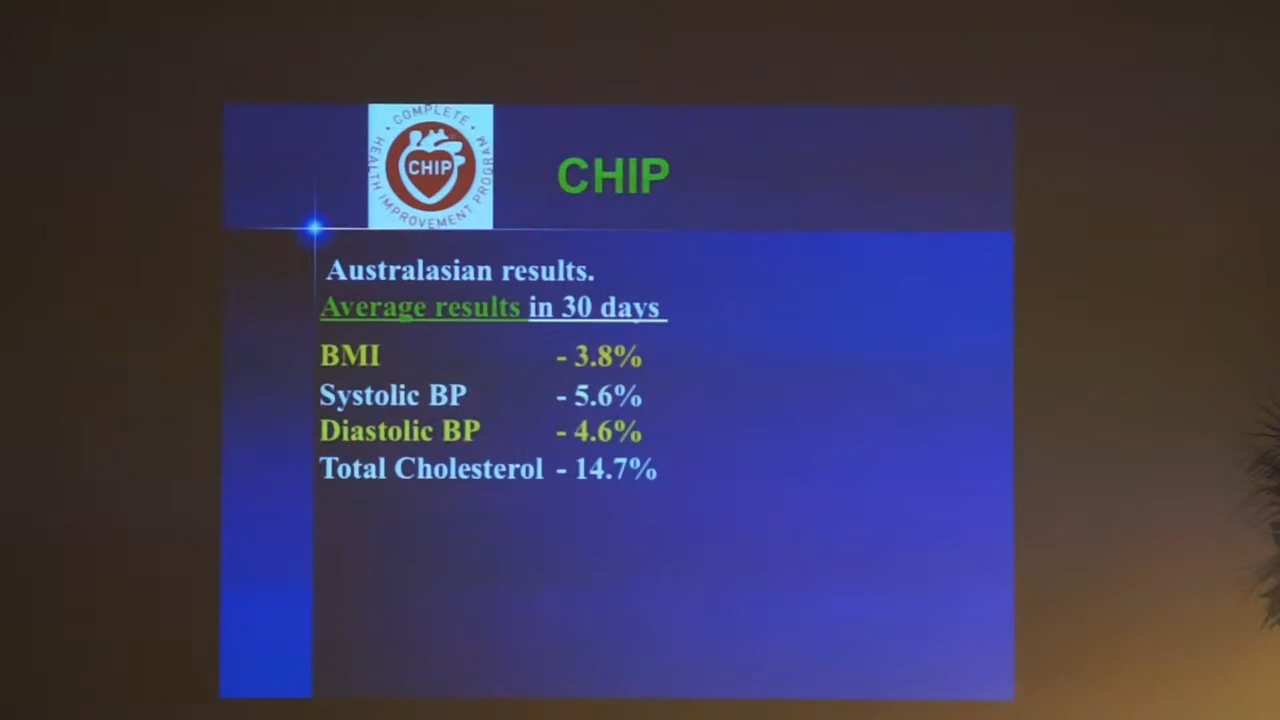 COMPLETE
HEALTH IMPROVEMENT PROGRAM
CHIP
CHIP
Australasian results.
Average results in 30 days
BMI - 3.8%
Systolic BP - 5.6%
Diastolic BP - 4.6%
Total Cholesterol - 14.7%